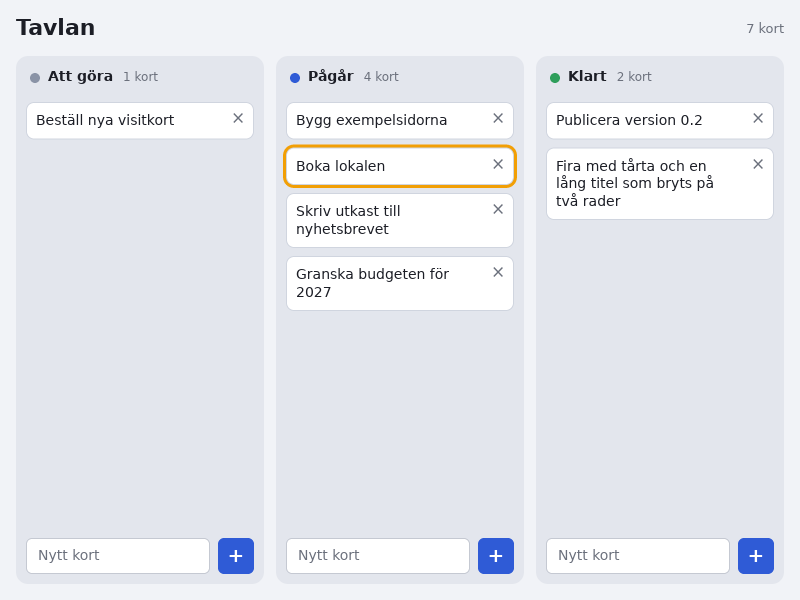 Tavlan
7 kort
Att göra 1 kort
Beställ nya visitkort ×
Nytt kort +
Pågår 4 kort
Bygg exempelsidorna ×
Boka lokalen ×
Skriv utkast till ×
nyhetsbrevet
Granska budgeten för ×
2027
Nytt kort +
Klart 2 kort
Publicera version 0.2 ×
Fira med tårta och en ×
lång titel som bryts på
två rader
Nytt kort +